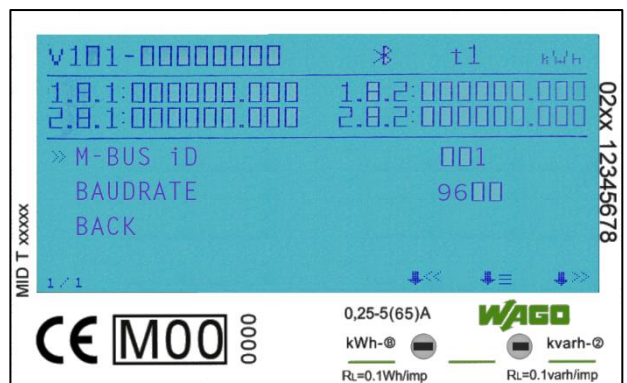 v101-00000000 t1 kWh
1.8.1:000000.000 1.8.2:000000.000
2.8.1:000000.000 2.8.2:000000.000
» M-BUS iD 001
BAUDRATE 9600
BACK
1/1 << ≡ >>
MID T xxxxx
02xx 12345678
CE M00 0000
0,25-5(65)A WAGO
kWh-⑧ kvarh-②
RL=0.1Wh/imp RL=0.1varh/imp